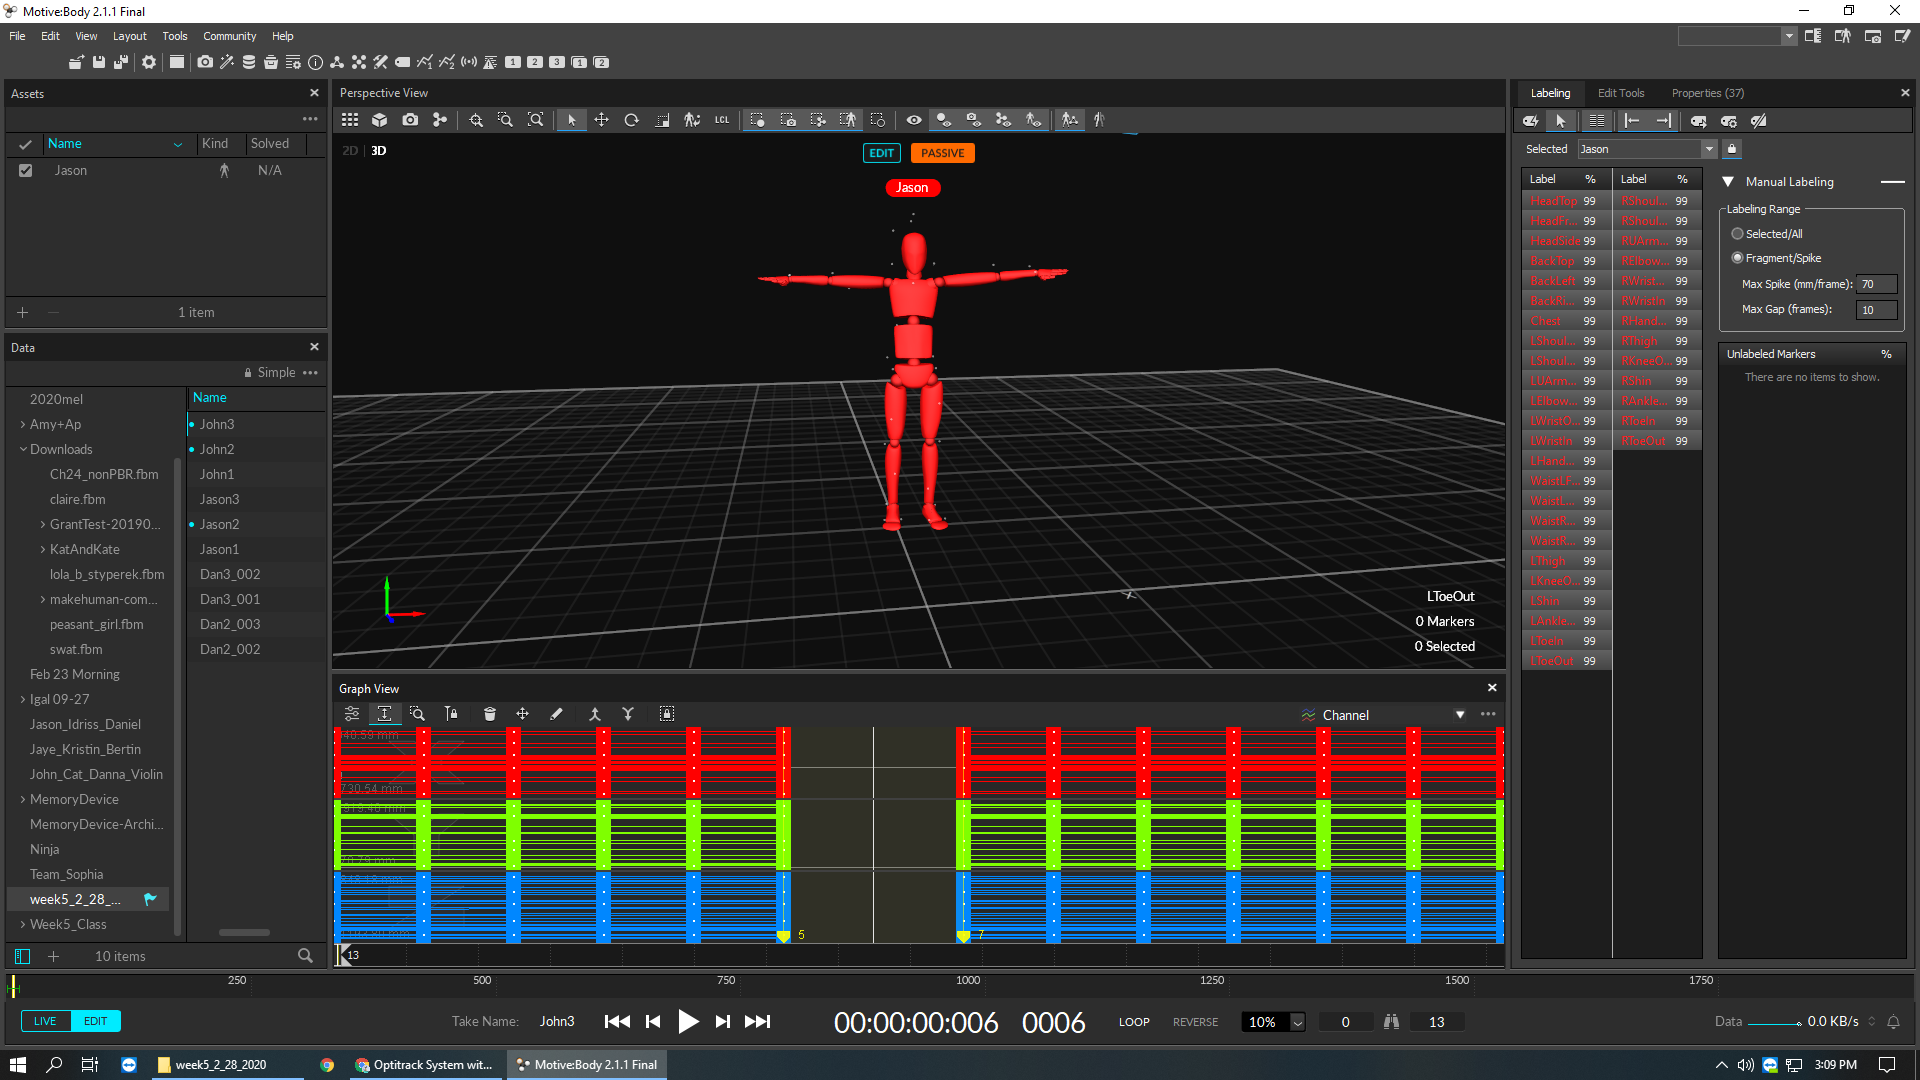 Motive:Body 2.1.1 Final
File Edit View Layout Tools Community Help
1 2 3 1 2
Assets
Name Kind Solved
Jason N/A
1 item
Data
Simple
2020mel
Amy+Ap
Downloads
Ch24_nonPBR.fbm
claire.fbm
GrantTest-20190...
KatAndKate
lola_b_styperek.fbm
makehuman-com...
peasant_girl.fbm
swat.fbm
Feb 23 Morning
Igal 09-27
Jason_Idriss_Daniel
Jaye_Kristin_Bertin
John_Cat_Danna_Violin
MemoryDevice
MemoryDevice-Archi...
Ninja
Team_Sophia
week5_2_28_...
Week5_Class
Name
John3
John2
John1
Jason3
Jason2
Jason1
Dan3_002
Dan3_001
Dan2_003
Dan2_002
10 items
Perspective View
LCL
2D 3D
EDIT PASSIVE
Jason
LToeOut
0 Markers
0 Selected
Graph View
Channel
730.54 mm
5 7
13
Labeling Edit Tools Properties (37)
Selected Jason
Label % Label %
HeadTop 99 RShoul... 99
HeadFr... 99 RShoul... 99
HeadSide 99 RUArm... 99
BackTop 99 RElbow... 99
BackLeft 99 RWrist... 99
BackRi... 99 RWristIn 99
Chest 99 RHand... 99
LShoul... 99 RThigh 99
LShoul... 99 RKneeO... 99
LUArm... 99 RShin 99
LElbow... 99 RAnkle... 99
LWristO... 99 RToeIn 99
LWristIn 99 RToeOut 99
LHand... 99
WaistLF... 99
WaistL... 99
WaistR... 99
WaistR... 99
LThigh 99
LKneeO... 99
LShin 99
LAnkle... 99
LToeIn 99
LToeOut 99
Manual Labeling
Labeling Range
Selected/All
Fragment/Spike
Max Spike (mm/frame): 70
Max Gap (frames): 10
Unlabeled Markers %
There are no items to show.
250 500 750 1000 1250 1500 1750
LIVE EDIT
Take Name: John3
00:00:00:006 0006
LOOP REVERSE 10% 0 13
Data 0.0 KB/s
week5_2_28_2020
Optitrack System wit...
Motive:Body 2.1.1 Final
3:09 PM